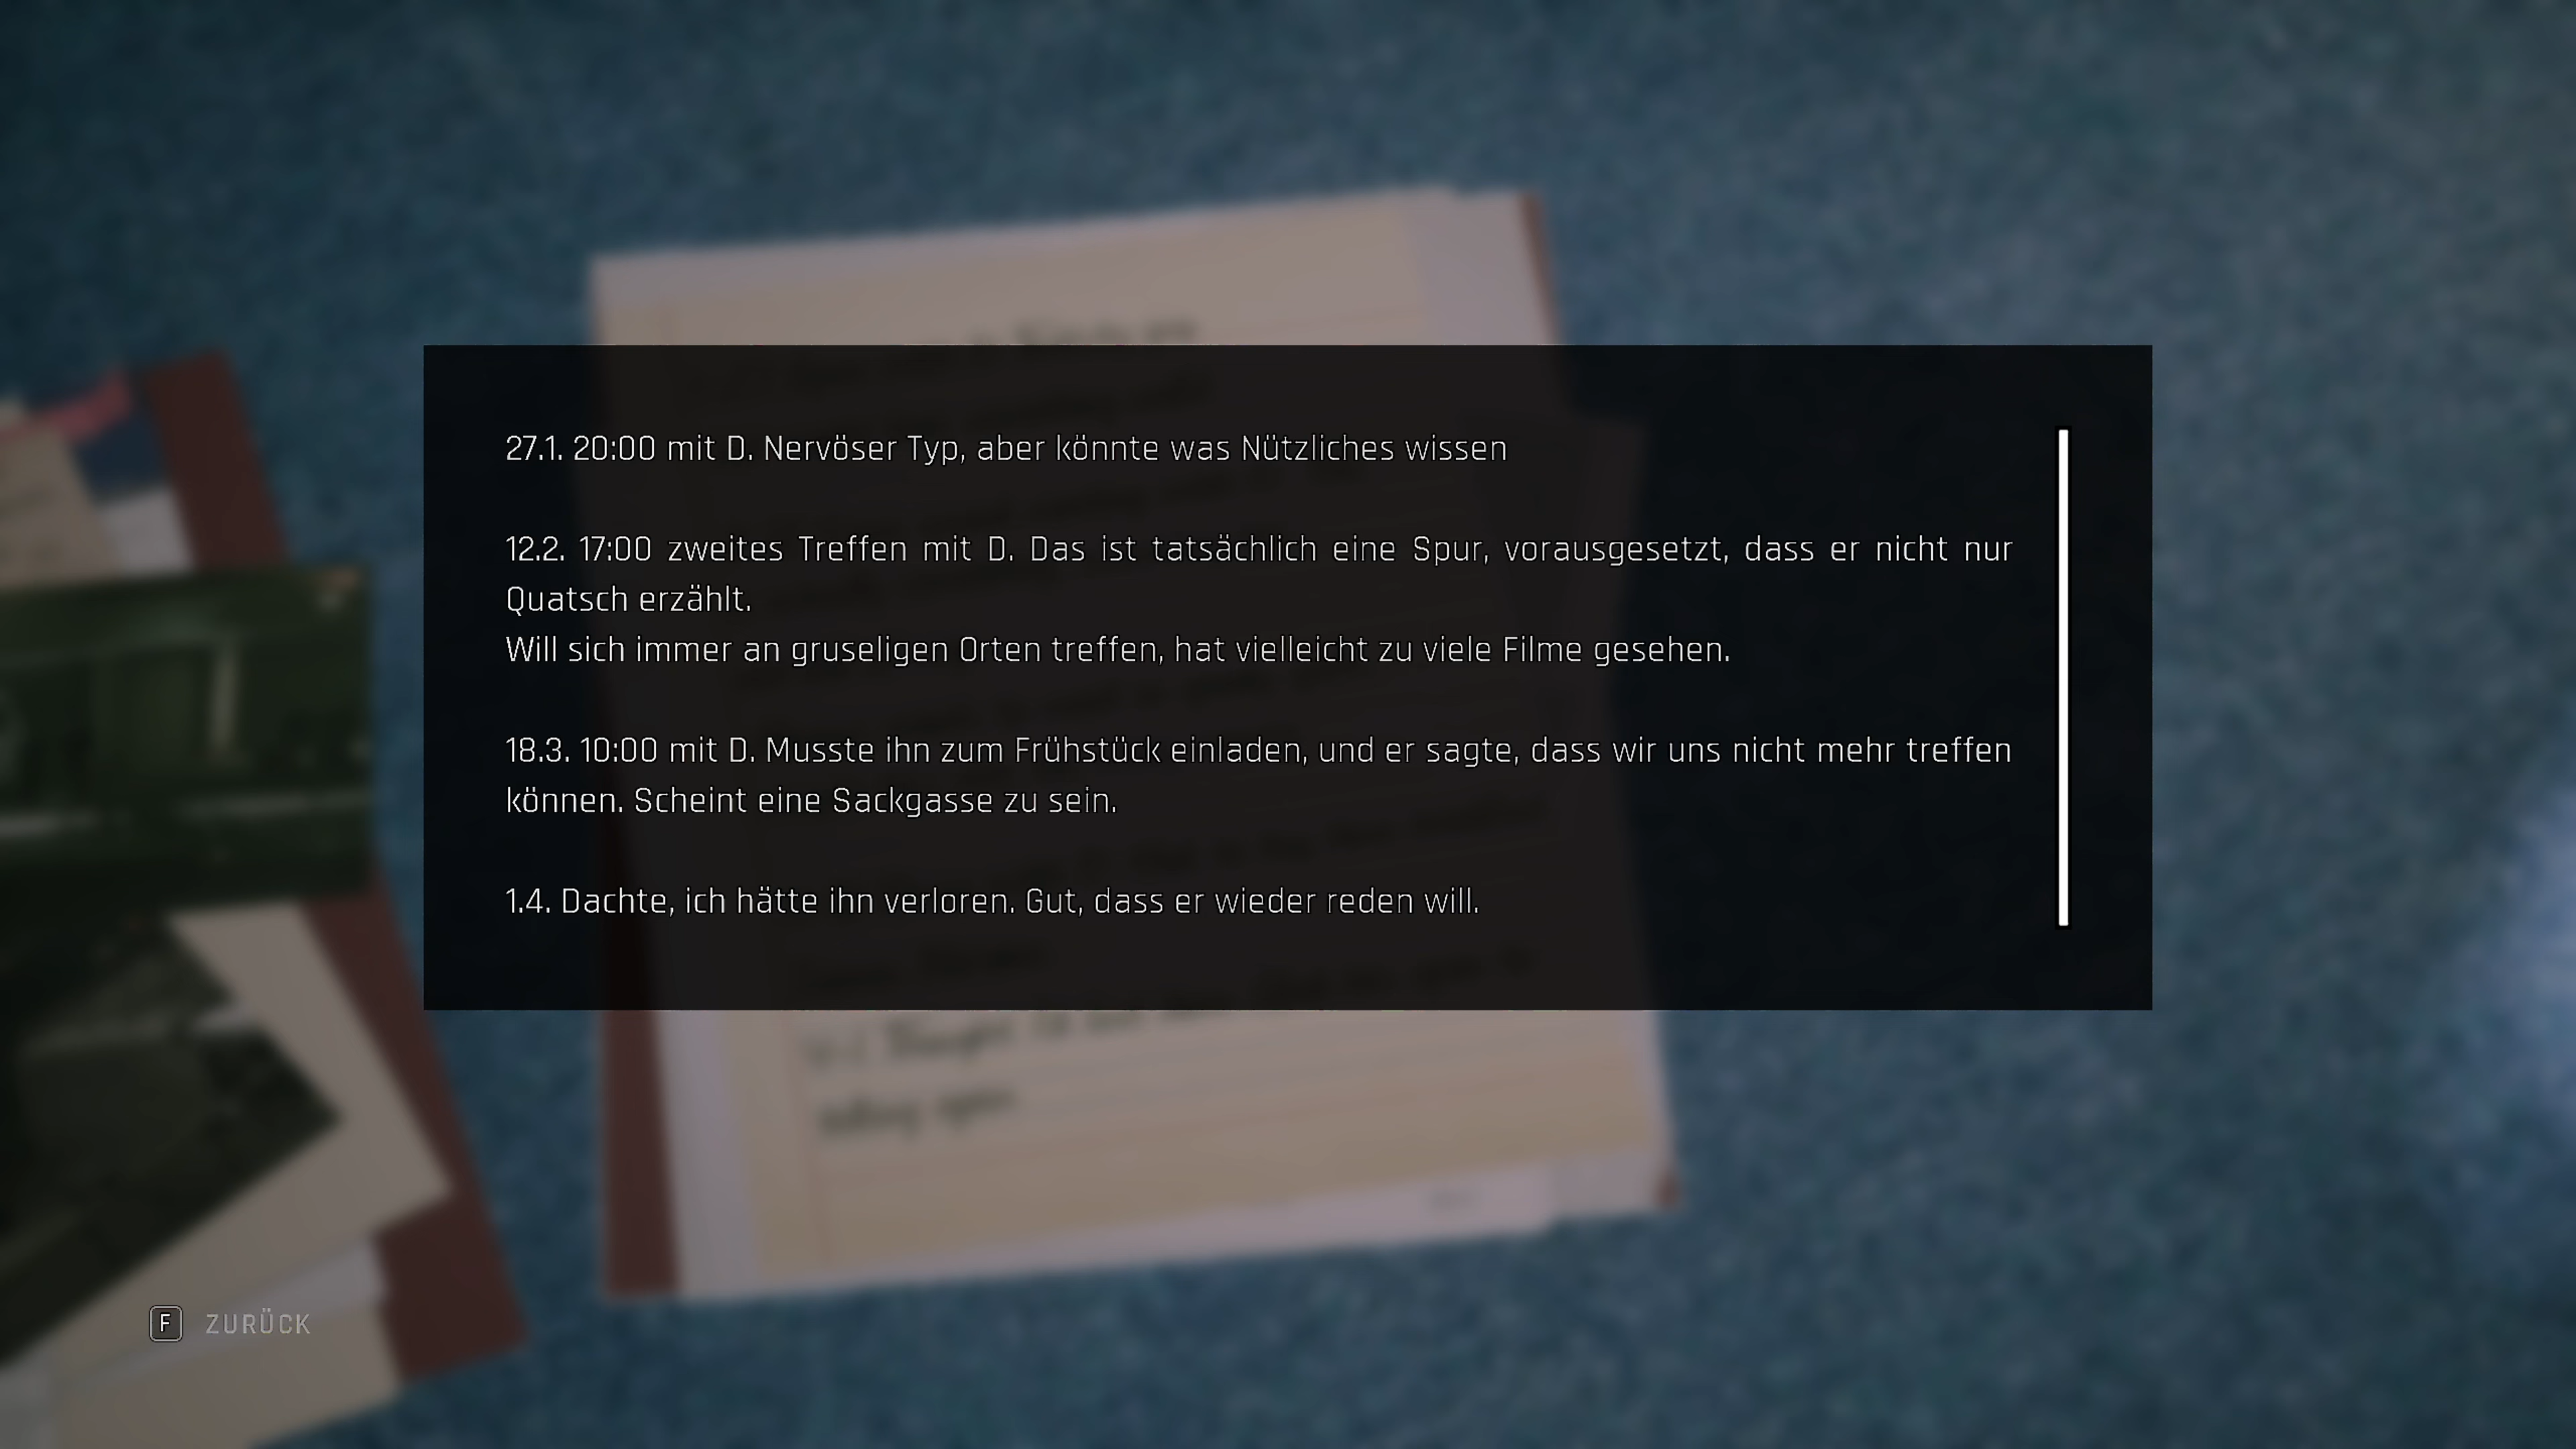 27.1. 20:00 mit D. Nervöser Typ, aber könnte was Nützliches wissen
12.2. 17:00 zweites Treffen mit D. Das ist tatsächlich eine Spur, vorausgesetzt, dass er nicht nur
Quatsch erzählt.
Will sich immer an gruseligen Orten treffen, hat vielleicht zu viele Filme gesehen.
18.3. 10:00 mit D. Musste ihn zum Frühstück einladen, und er sagte, dass wir uns nicht mehr treffen
können. Scheint eine Sackgasse zu sein.
1.4. Dachte, ich hätte ihn verloren. Gut, dass er wieder reden will.
F ZURÜCK